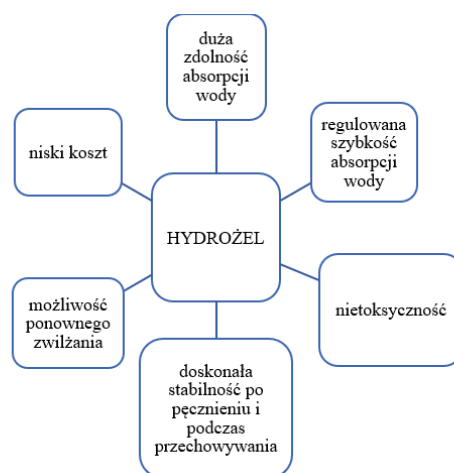 duża
zdolność
absorpcji
wody
regulowana
szybkość
absorpcji
wody
niski koszt
HYDROŻEL
nietoksyczność
możliwość
ponownego
zwilżania
doskonała
stabilność po
pęcznieniu i
podczas
przechowywania